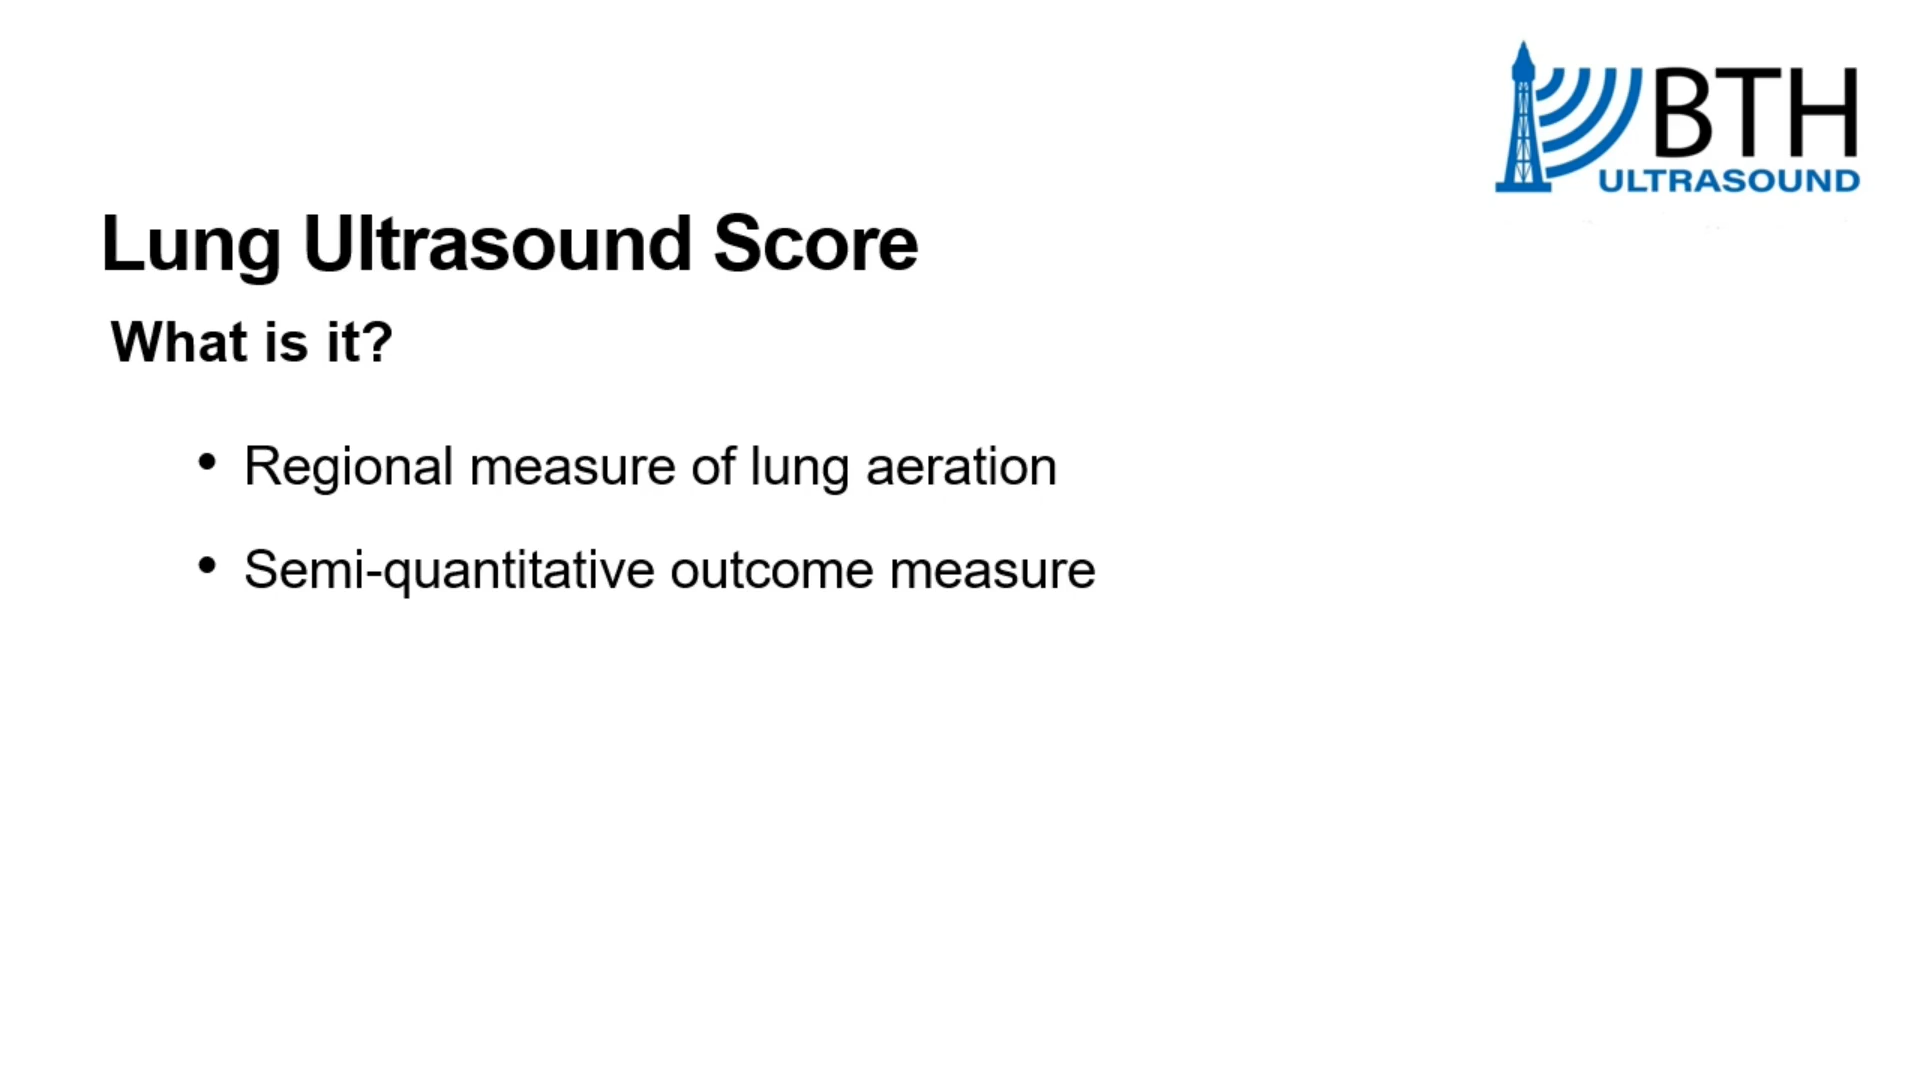 BTH
ULTRASOUND
Lung Ultrasound Score
What is it?
• Regional measure of lung aeration
• Semi-quantitative outcome measure